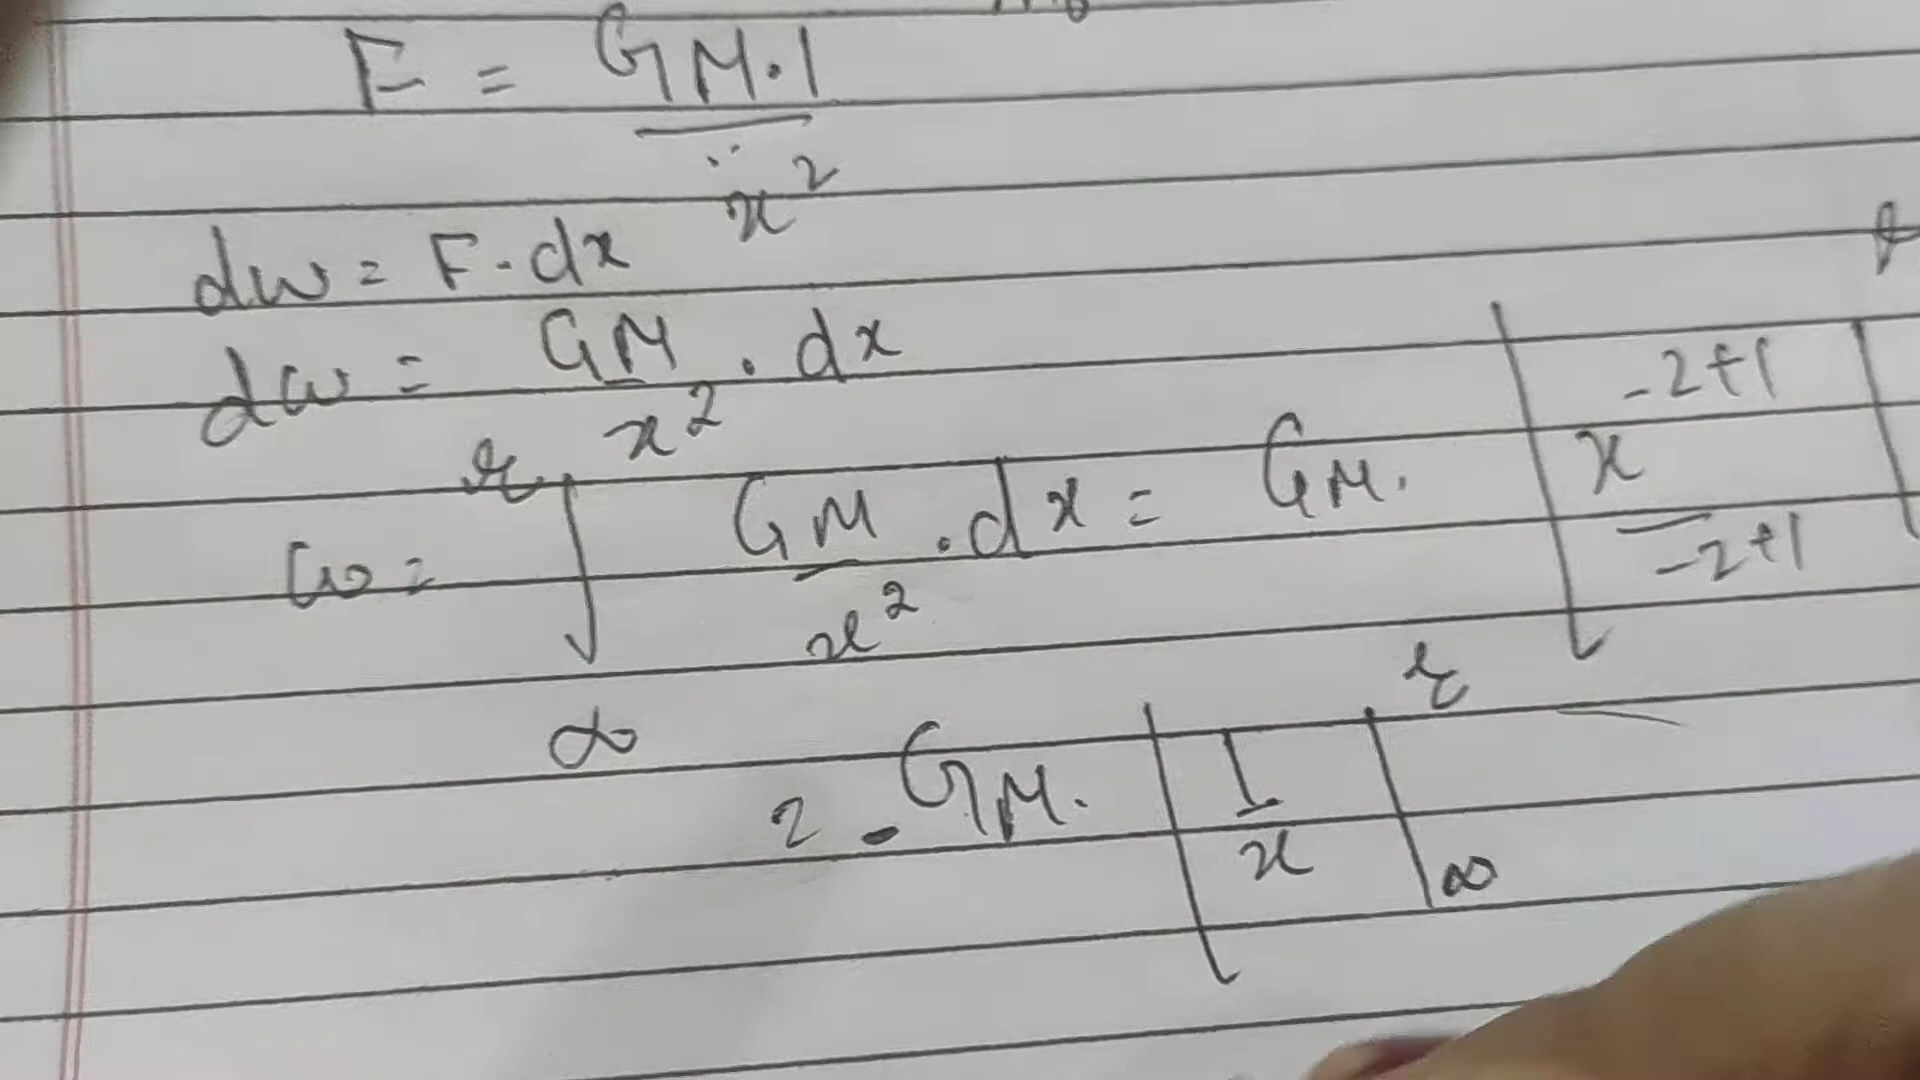 F = GM.1 / x²
dw = F.dx
dw = GM / x² . dx
w = ∫ r ∞ GM / x² . dx = GM. | x -2+1 / -2+1 |
= - GM. | 1 / x | r ∞